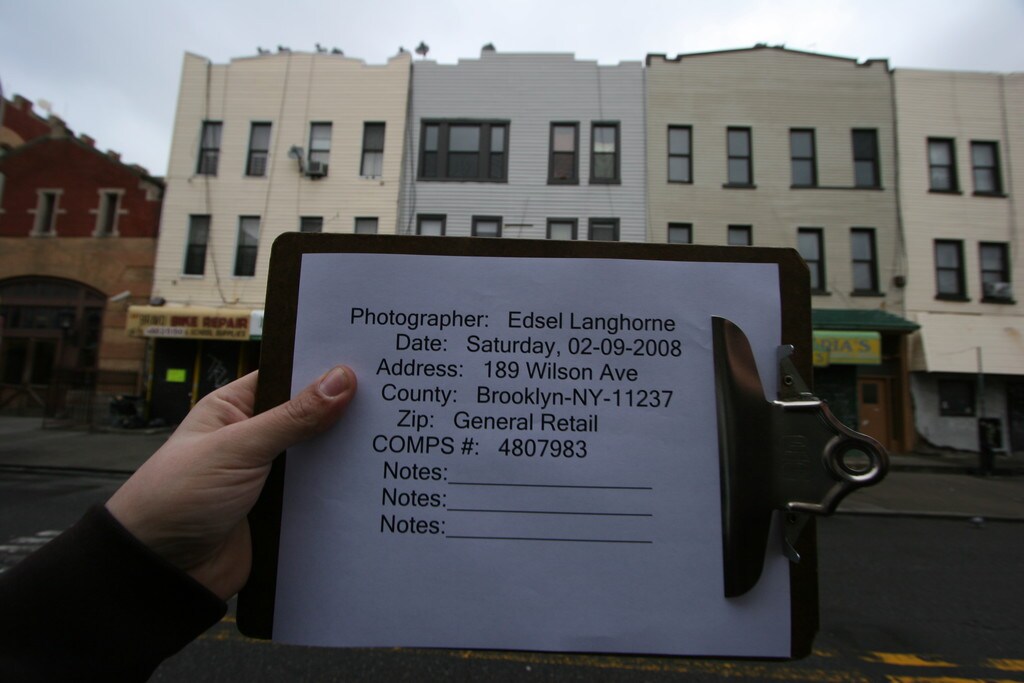 BIKE REPAIR
DIA'S
Photographer: Edsel Langhorne
Date: Saturday, 02-09-2008
Address: 189 Wilson Ave
County: Brooklyn-NY-11237
Zip: General Retail
COMPS #: 4807983
Notes:
Notes:
Notes: